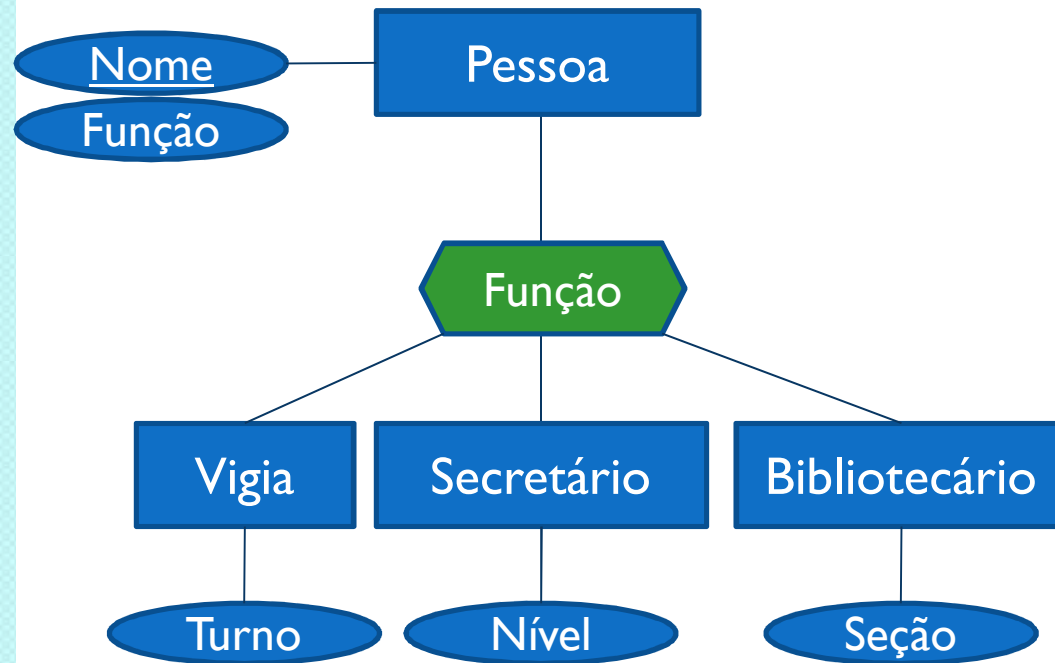 Nome
Pessoa
Função
Função
Vigia
Secretário
Bibliotecário
Turno
Nível
Seção